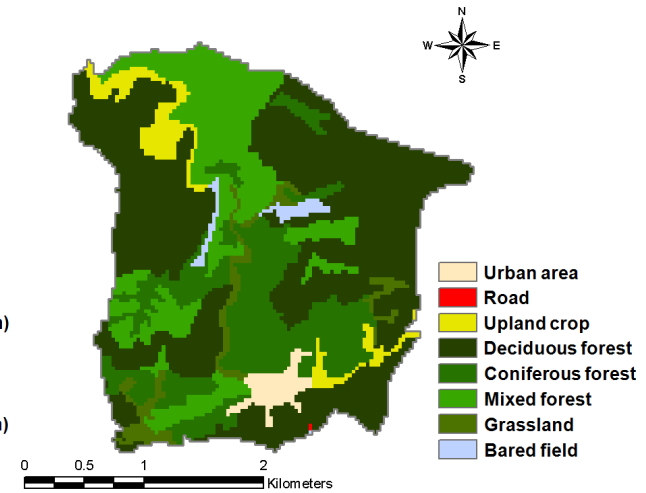 N
W E
S
Urban area
Road
Upland crop
Deciduous forest
Coniferous forest
Mixed forest
Grassland
Bared field
)
)
0 0.5 1 2
Kilometers